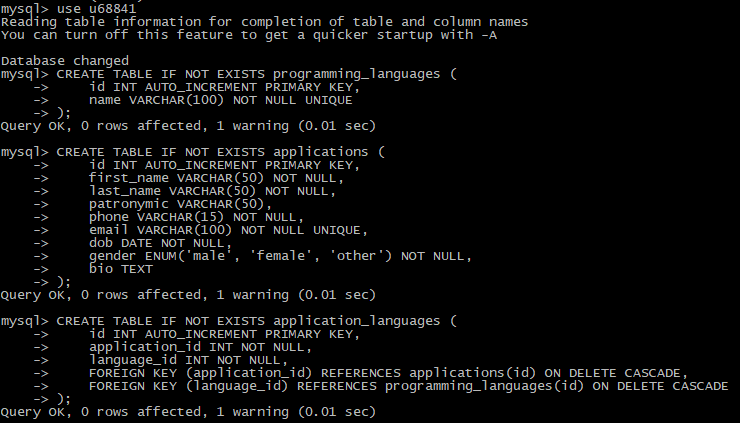 mysql> use u68841
Reading table information for completion of table and column names
You can turn off this feature to get a quicker startup with -A
Database changed
mysql> CREATE TABLE IF NOT EXISTS programming_languages (
    ->     id INT AUTO_INCREMENT PRIMARY KEY,
    ->     name VARCHAR(100) NOT NULL UNIQUE
    -> );
Query OK, 0 rows affected, 1 warning (0.01 sec)
mysql> CREATE TABLE IF NOT EXISTS applications (
    ->     id INT AUTO_INCREMENT PRIMARY KEY,
    ->     first_name VARCHAR(50) NOT NULL,
    ->     last_name VARCHAR(50) NOT NULL,
    ->     patronymic VARCHAR(50),
    ->     phone VARCHAR(15) NOT NULL,
    ->     email VARCHAR(100) NOT NULL UNIQUE,
    ->     dob DATE NOT NULL,
    ->     gender ENUM('male', 'female', 'other') NOT NULL,
    ->     bio TEXT
    -> );
Query OK, 0 rows affected, 1 warning (0.01 sec)
mysql> CREATE TABLE IF NOT EXISTS application_languages (
    ->     id INT AUTO_INCREMENT PRIMARY KEY,
    ->     application_id INT NOT NULL,
    ->     language_id INT NOT NULL,
    ->     FOREIGN KEY (application_id) REFERENCES applications(id) ON DELETE CASCADE,
    ->     FOREIGN KEY (language_id) REFERENCES programming_languages(id) ON DELETE CASCADE
    -> );
Query OK, 0 rows affected, 1 warning (0.01 sec)